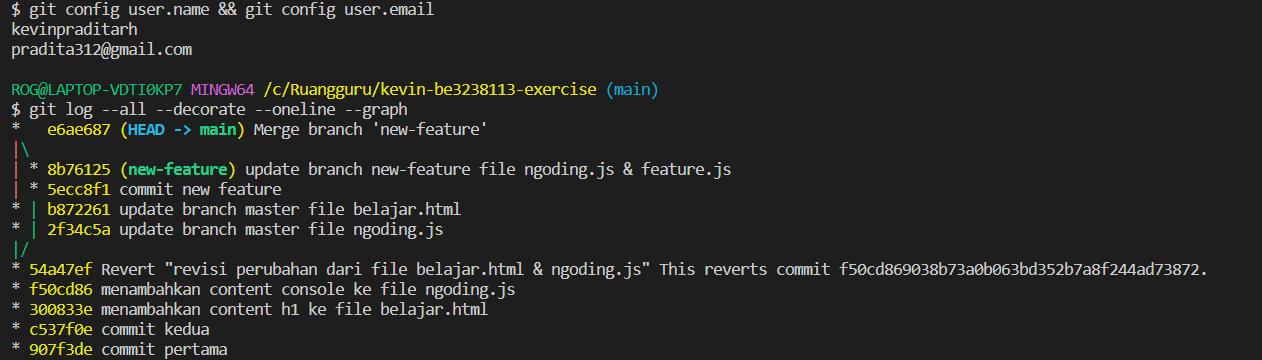 $ git config user.name && git config user.email
kevinpraditarh
pradita312@gmail.com
ROG@LAPTOP-VDTI0KP7 MINGW64 /c/Ruangguru/kevin-be3238113-exercise (main)
$ git log --all --decorate --oneline --graph
*   e6ae687 (HEAD -> main) Merge branch 'new-feature'
|\
| * 8b76125 (new-feature) update branch new-feature file ngoding.js & feature.js
| * 5ecc8f1 commit new feature
* | b872261 update branch master file belajar.html
* | 2f34c5a update branch master file ngoding.js
|/
* 54a47ef Revert "revisi perubahan dari file belajar.html & ngoding.js" This reverts commit f50cd869038b73a0b063bd352b7a8f244ad73872.
* f50cd86 menambahkan content console ke file ngoding.js
* 300833e menambahkan content h1 ke file belajar.html
* c537f0e commit kedua
* 907f3de commit pertama